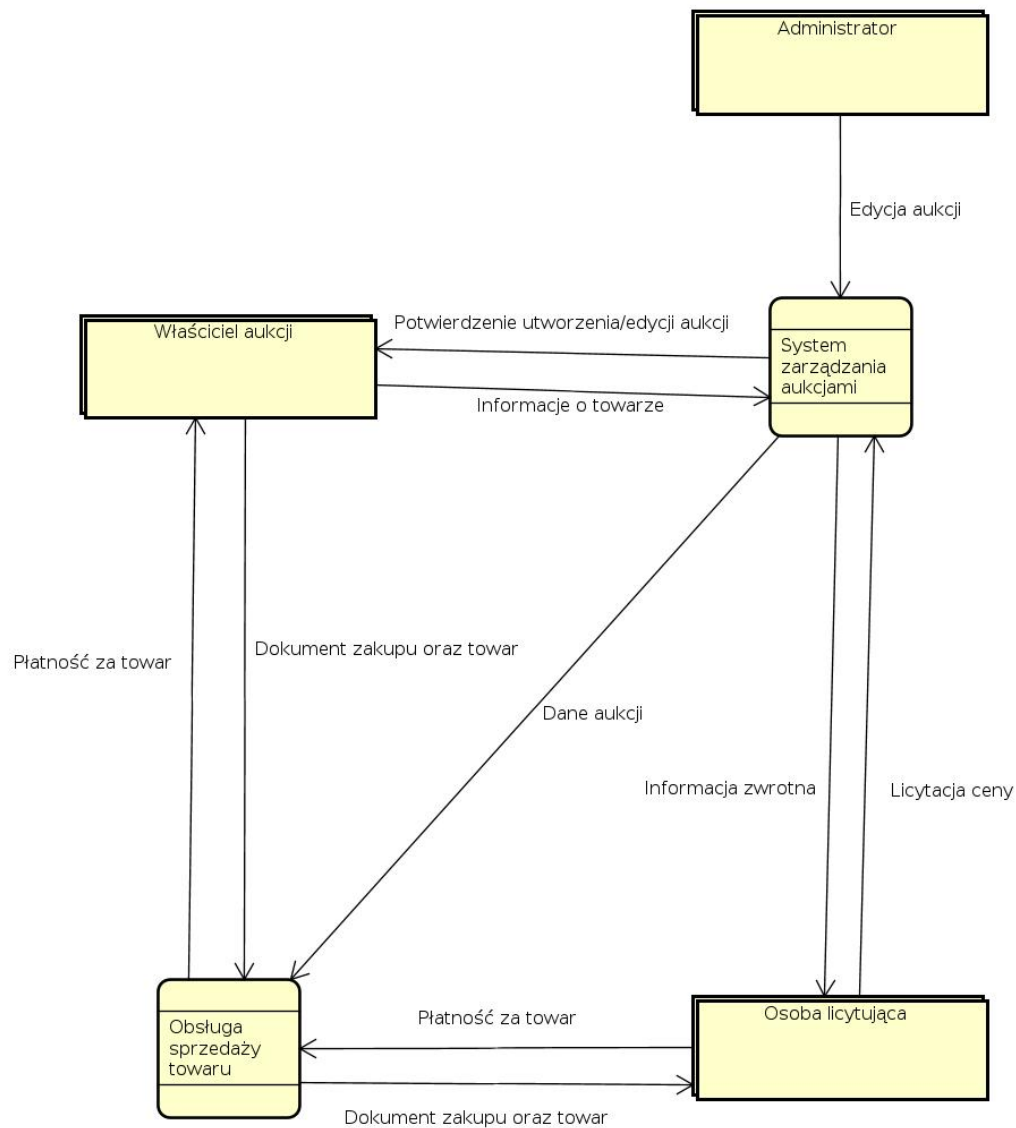 Administrator
Edycja aukcji
Potwierdzenie utworzenia/edycji aukcji
Właściciel aukcji
System
zarządzania
aukcjami
Informacje o towarze
Dokument zakupu oraz towar
Płatność za towar
Dane aukcji
Informacja zwrotna
Licytacja ceny
Osoba licytująca
Płatność za towar
Obsługa
sprzedaży
towaru
Dokument zakupu oraz towar